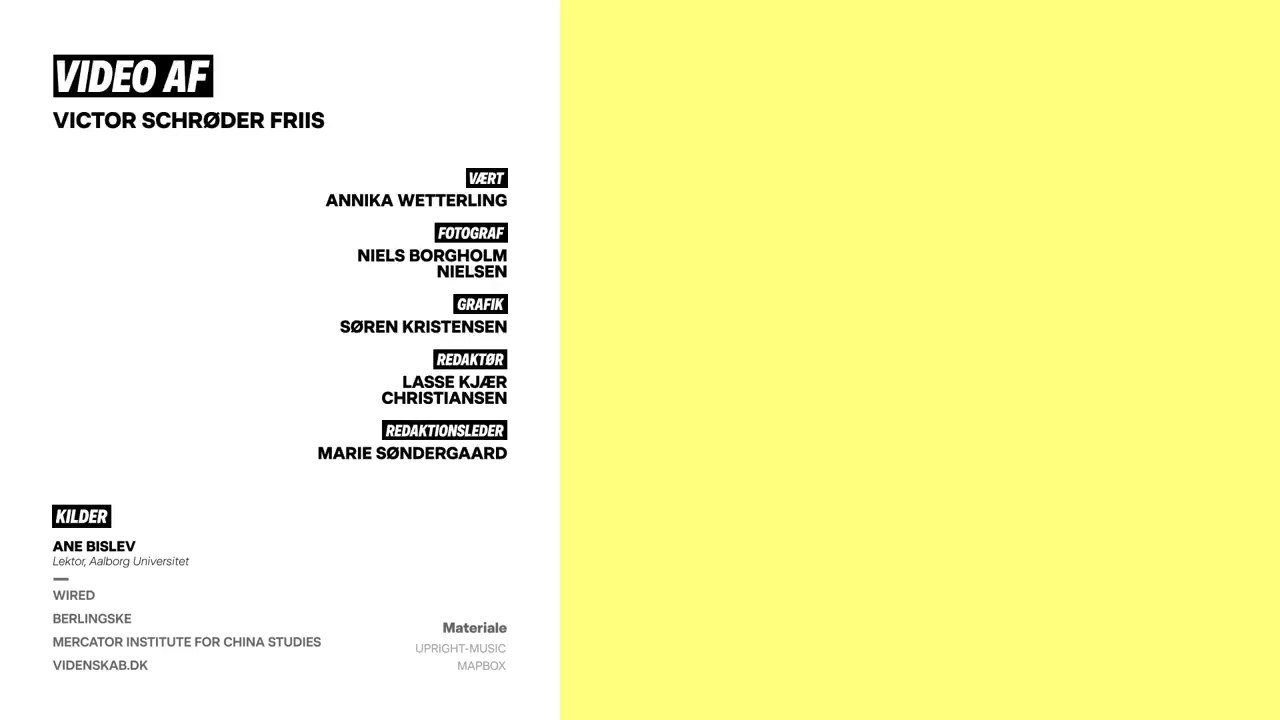 VIDEO AF
VICTOR SCHRØDER FRIIS
VÆRT
ANNIKA WETTERLING
FOTOGRAF
NIELS BORGHOLM
NIELSEN
GRAFIK
SØREN KRISTENSEN
REDAKTØR
LASSE KJÆR
CHRISTIANSEN
REDAKTIONSLEDER
MARIE SØNDERGAARD
KILDER
ANE BISLEV
Lektor, Aalborg Universitet
WIRED
BERLINGSKE
MERCATOR INSTITUTE FOR CHINA STUDIES
VIDENSKAB.DK
Materiale
UPRIGHT-MUSIC
MAPBOX